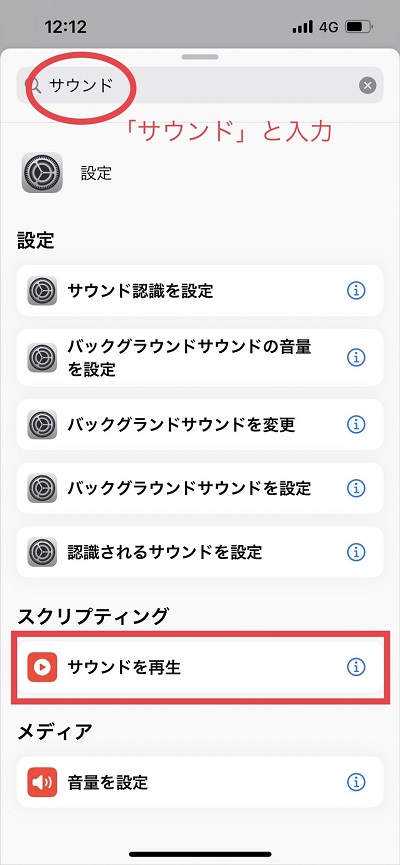 12:12
4G
サウンド
「サウンド」と入力
設定
設定
サウンド認識を設定
バックグラウンドサウンドの音量
を設定
バックグランドサウンドを変更
バックグラウンドサウンドを設定
認識されるサウンドを設定
スクリプティング
サウンドを再生
メディア
音量を設定